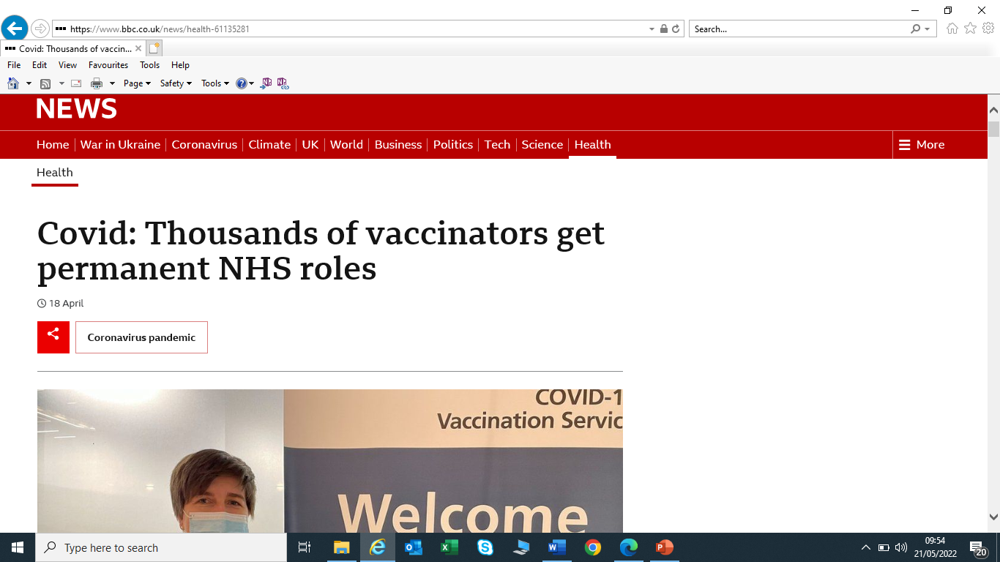 https://www.bbc.co.uk/news/health-61135281
Search...
Covid: Thousands of vaccin...
File Edit View Favourites Tools Help
Page Safety Tools
NEWS
Home War in Ukraine Coronavirus Climate UK World Business Politics Tech Science Health More
Health
Covid: Thousands of vaccinators get
permanent NHS roles
18 April
Coronavirus pandemic
COVID-1
Vaccination Servic
Welcome
Type here to search
09:54
21/05/2022
20